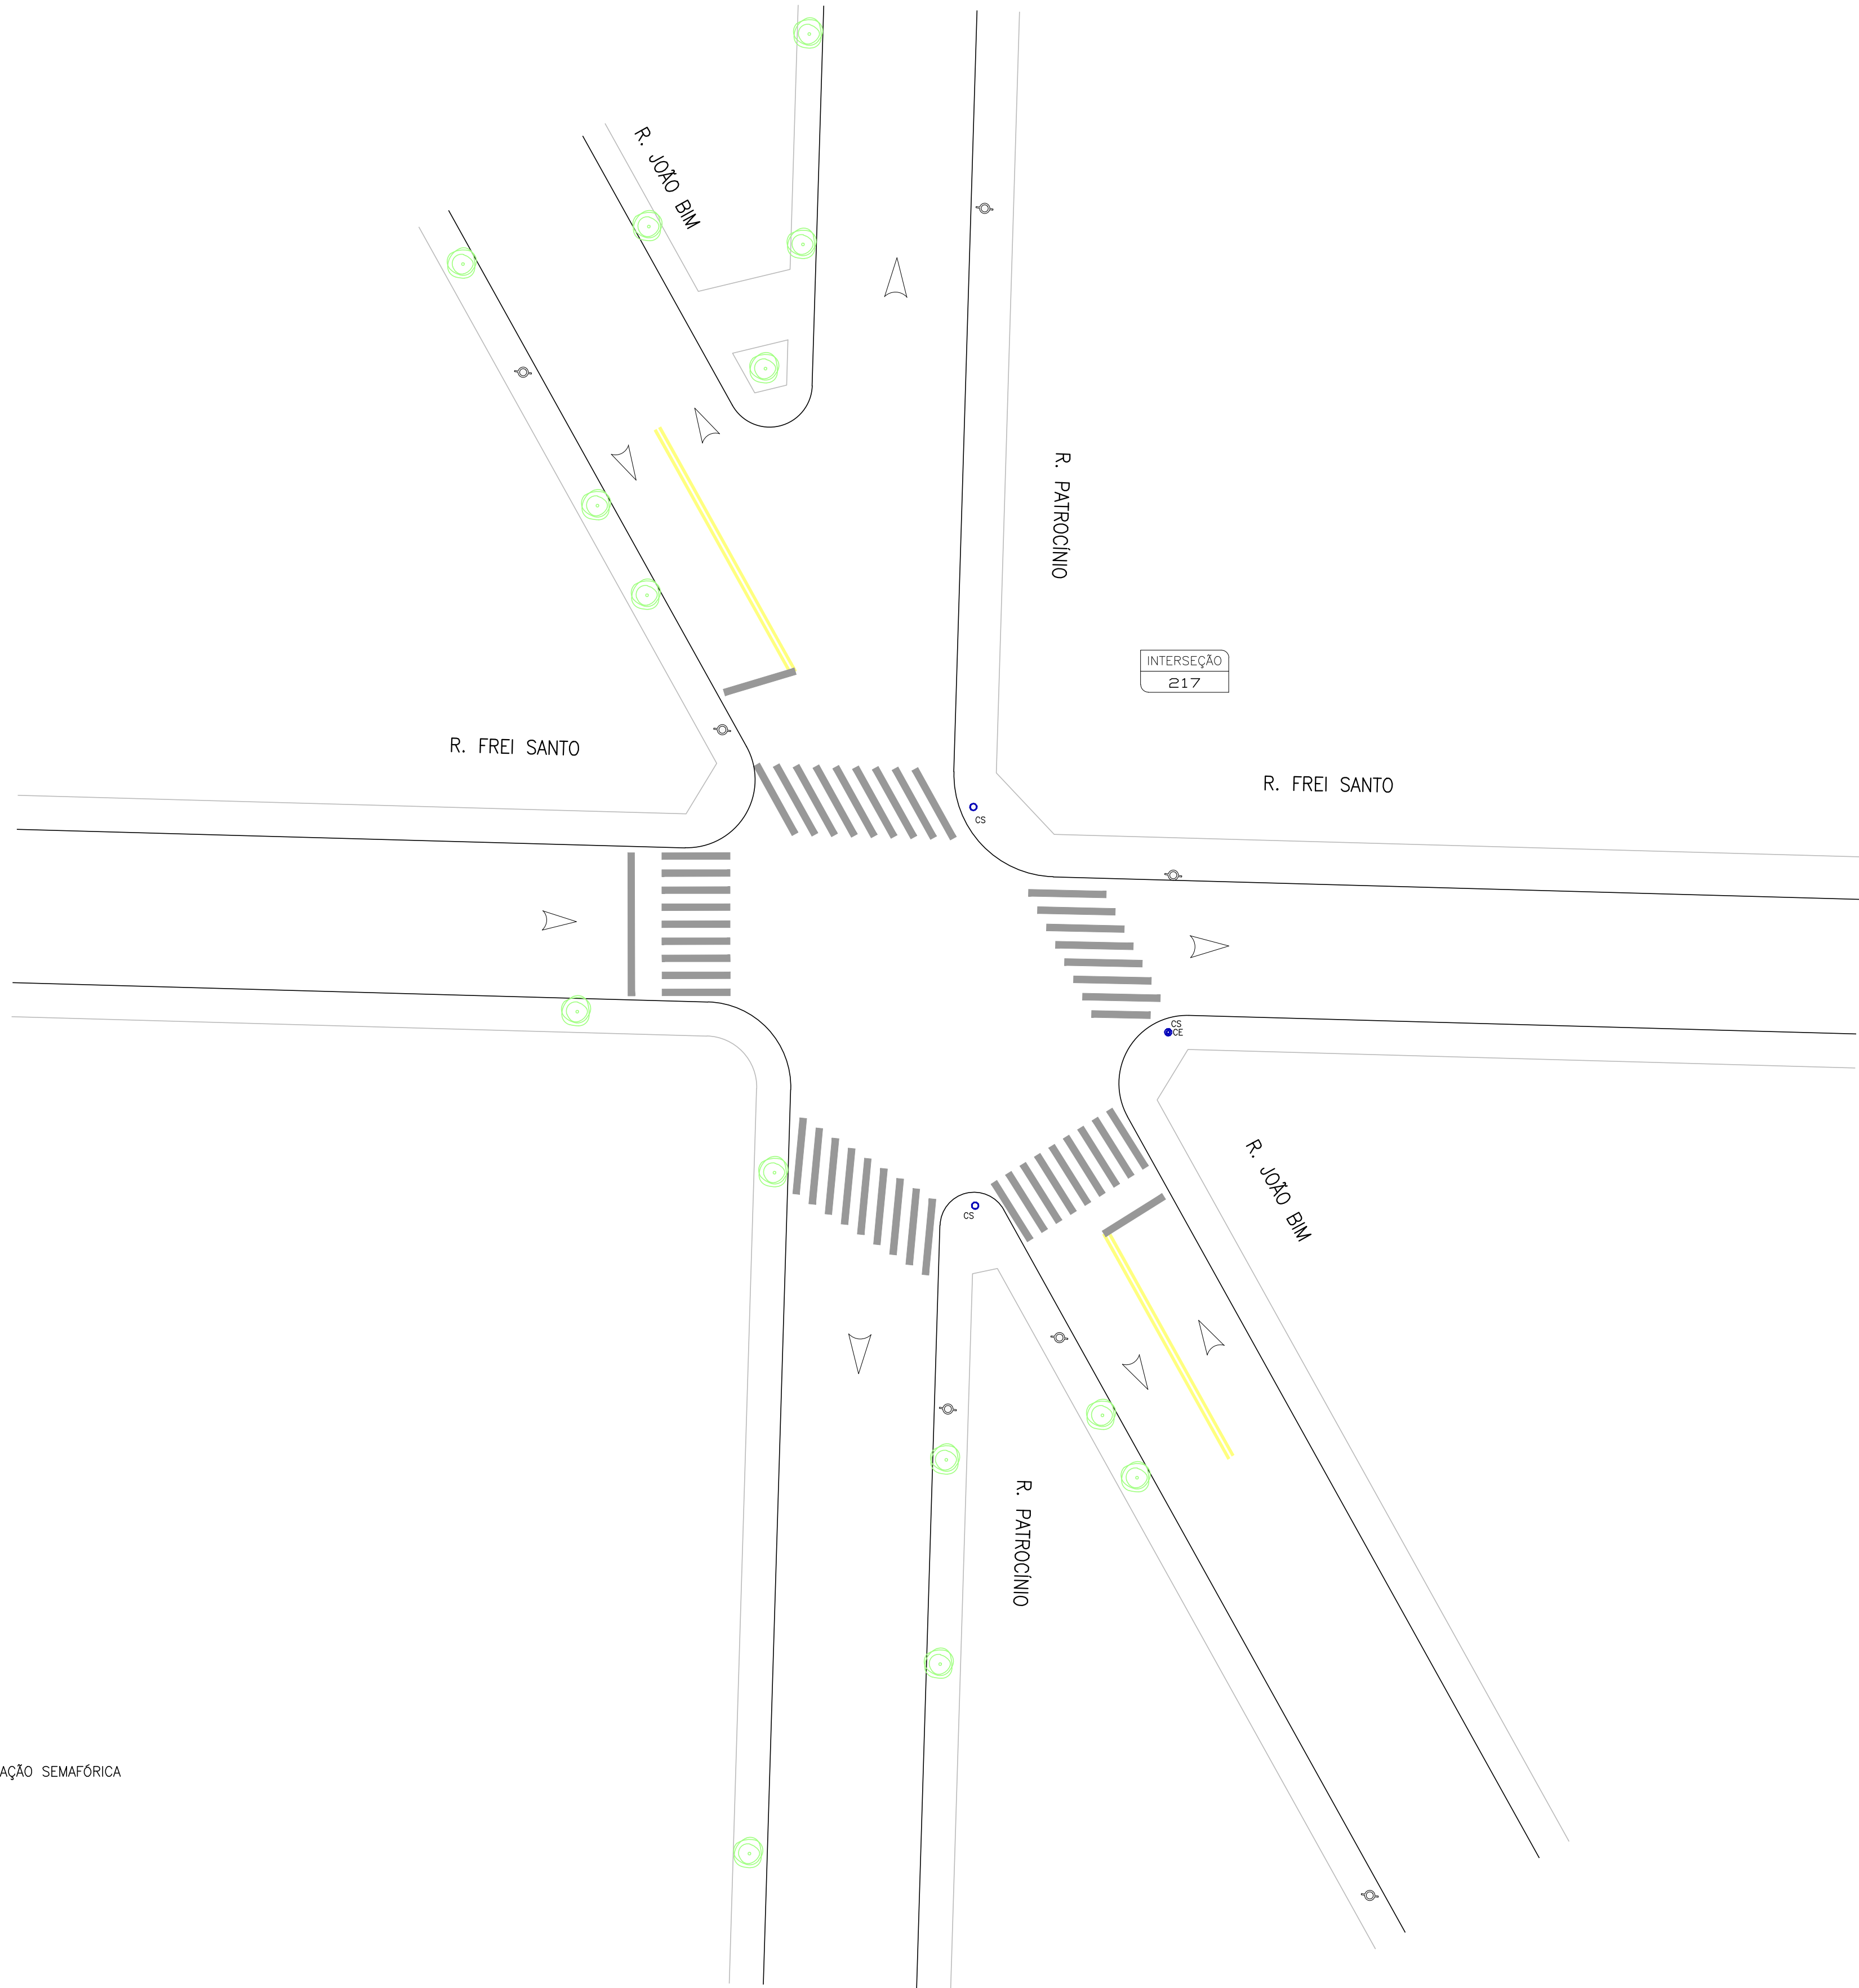 R. JOÃO BIM
R. PATROCÍNIO
INTERSEÇÃO
217
R. FREI SANTO
R. FREI SANTO
CS
CS
CE
R. JOÃO BIM
CS
R. PATROCÍNIO
AÇÃO SEMAFÓRICA